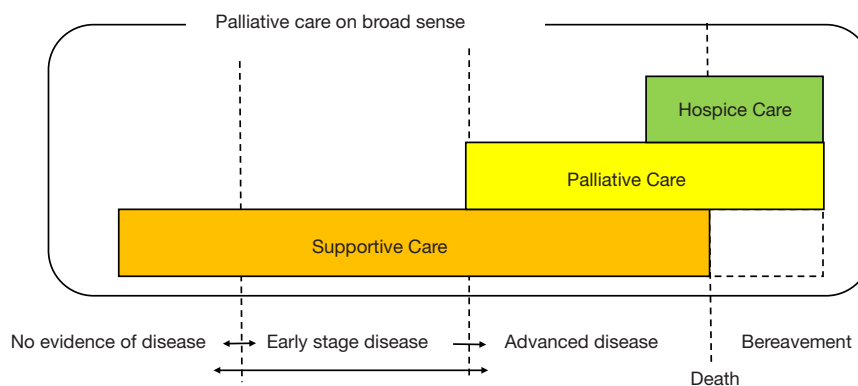 Palliative care on broad sense
Hospice Care
Palliative Care
Supportive Care
No evidence of disease
Early stage disease
Advanced disease
Bereavement
Death